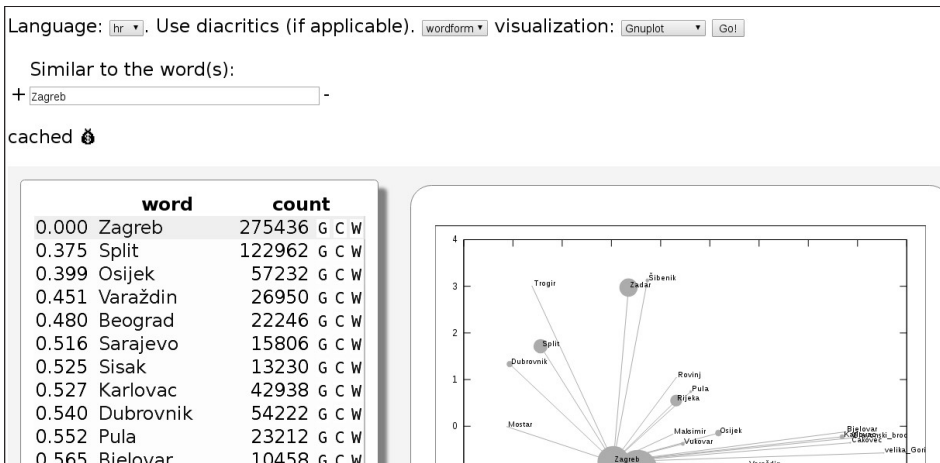 Language: hr. Use diacritics (if applicable). wordform visualization: Gnuplot Go!
Similar to the word(s):
+ Zagreb -
cached
word count
0.000 Zagreb 275436 G C W
0.375 Split 122962 G C W
0.399 Osijek 57232 G C W
0.451 Varaždin 26950 G C W
0.480 Beograd 22246 G C W
0.516 Sarajevo 15806 G C W
0.525 Sisak 13230 G C W
0.527 Karlovac 42938 G C W
0.540 Dubrovnik 54222 G C W
0.552 Pula 23212 G C W
0.565 Bjelovar 10458 G C W
4
Šibenik
3
Trogir
Zadar
2
Split
Dubrovnik
1
Rovinj
Pula
Rijeka
0
Mostar
Maksimir
Osijek
Vukovar
Bjelovar
Čakovec
Zagreb